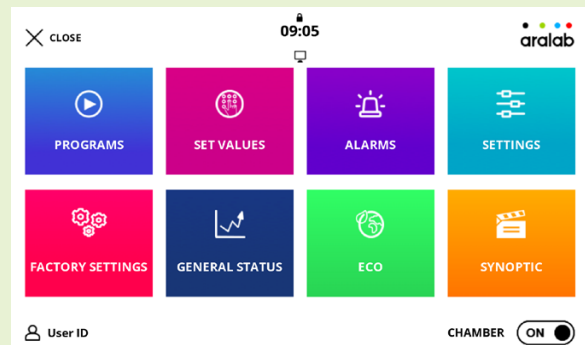 CLOSE
09:05
aralab
PROGRAMS
SET VALUES
ALARMS
SETTINGS
FACTORY SETTINGS
GENERAL STATUS
ECO
SYNOPTIC
User ID
CHAMBER
ON